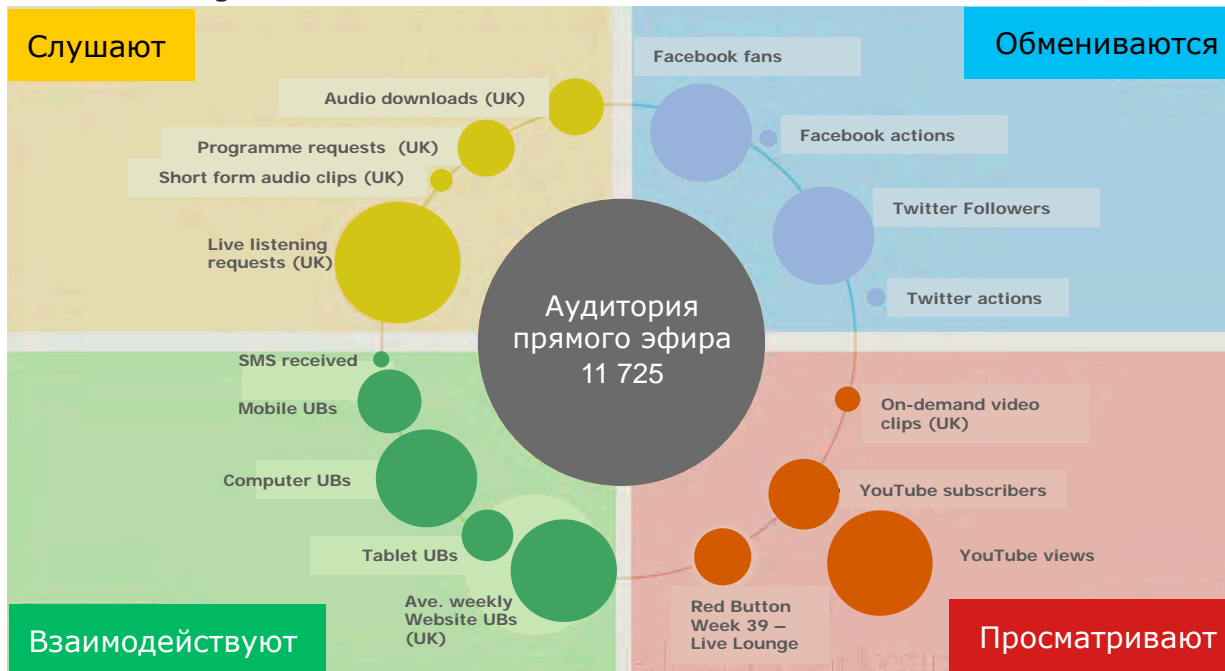 Слушают
Обмениваются
Facebook fans
Audio downloads (UK)
Facebook actions
Programme requests (UK)
Short form audio clips (UK)
Twitter Followers
Live listening
requests (UK)
Twitter actions
Аудитория
прямого эфира
11 725
SMS received
Mobile UBs
On-demand video
clips (UK)
Computer UBs
YouTube subscribers
Tablet UBs
YouTube views
Ave. weekly
Website UBs
(UK)
Red Button
Week 39 –
Live Lounge
Взаимодействуют
Просматривают